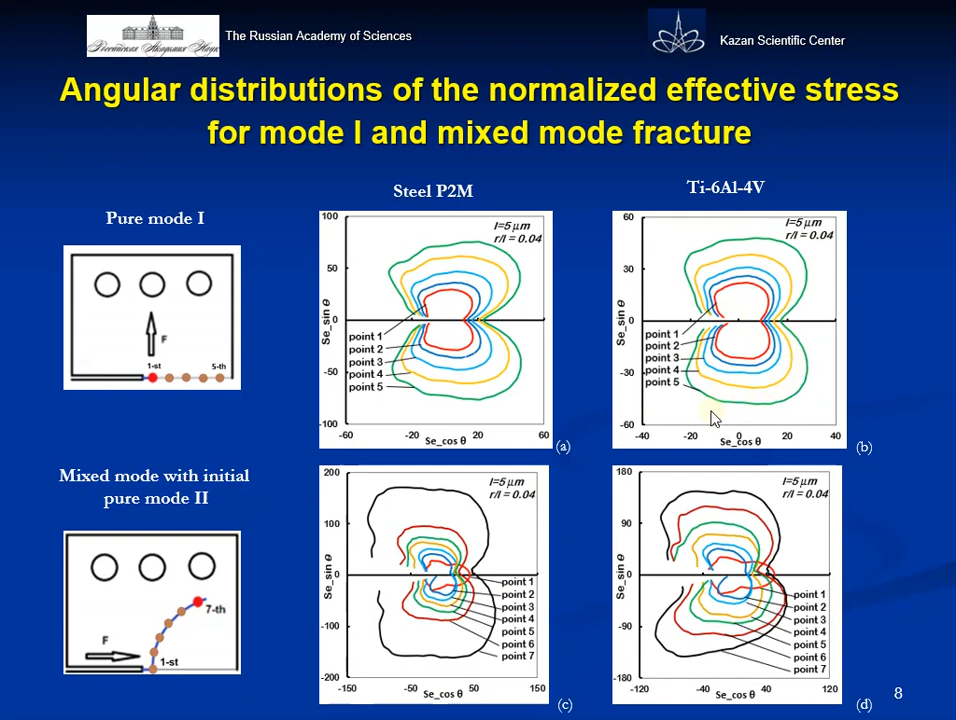 Российская Академия Наук
The Russian Academy of Sciences
Kazan Scientific Center
Angular distributions of the normalized effective stress
for mode I and mixed mode fracture
Pure mode I
F
1-st
5-th
Steel P2M
100
50
0
-50
-100
-60
-20
20
60
Se_sin θ
Se_cos θ
l=5 μm
r/l = 0.04
point 1
point 2
point 3
point 4
point 5
(a)
Ti-6Al-4V
60
30
0
-30
-60
-40
-20
0
20
40
Se_sin θ
Se_cos θ
l=5 μm
r/l = 0.04
point 1
point 2
point 3
point 4
point 5
(b)
Mixed mode with initial
pure mode II
F
1-st
7-th
200
100
0
-100
-200
-150
-50
50
150
Se_sin θ
Se_cos θ
l=5 μm
r/l = 0.04
point 1
point 2
point 3
point 4
point 5
point 6
point 7
(c)
180
90
0
-90
-180
-120
-40
40
120
Se_sin θ
Se_cos θ
l=5 μm
r/l = 0.04
point 1
point 2
point 3
point 4
point 5
point 6
point 7
(d)
8